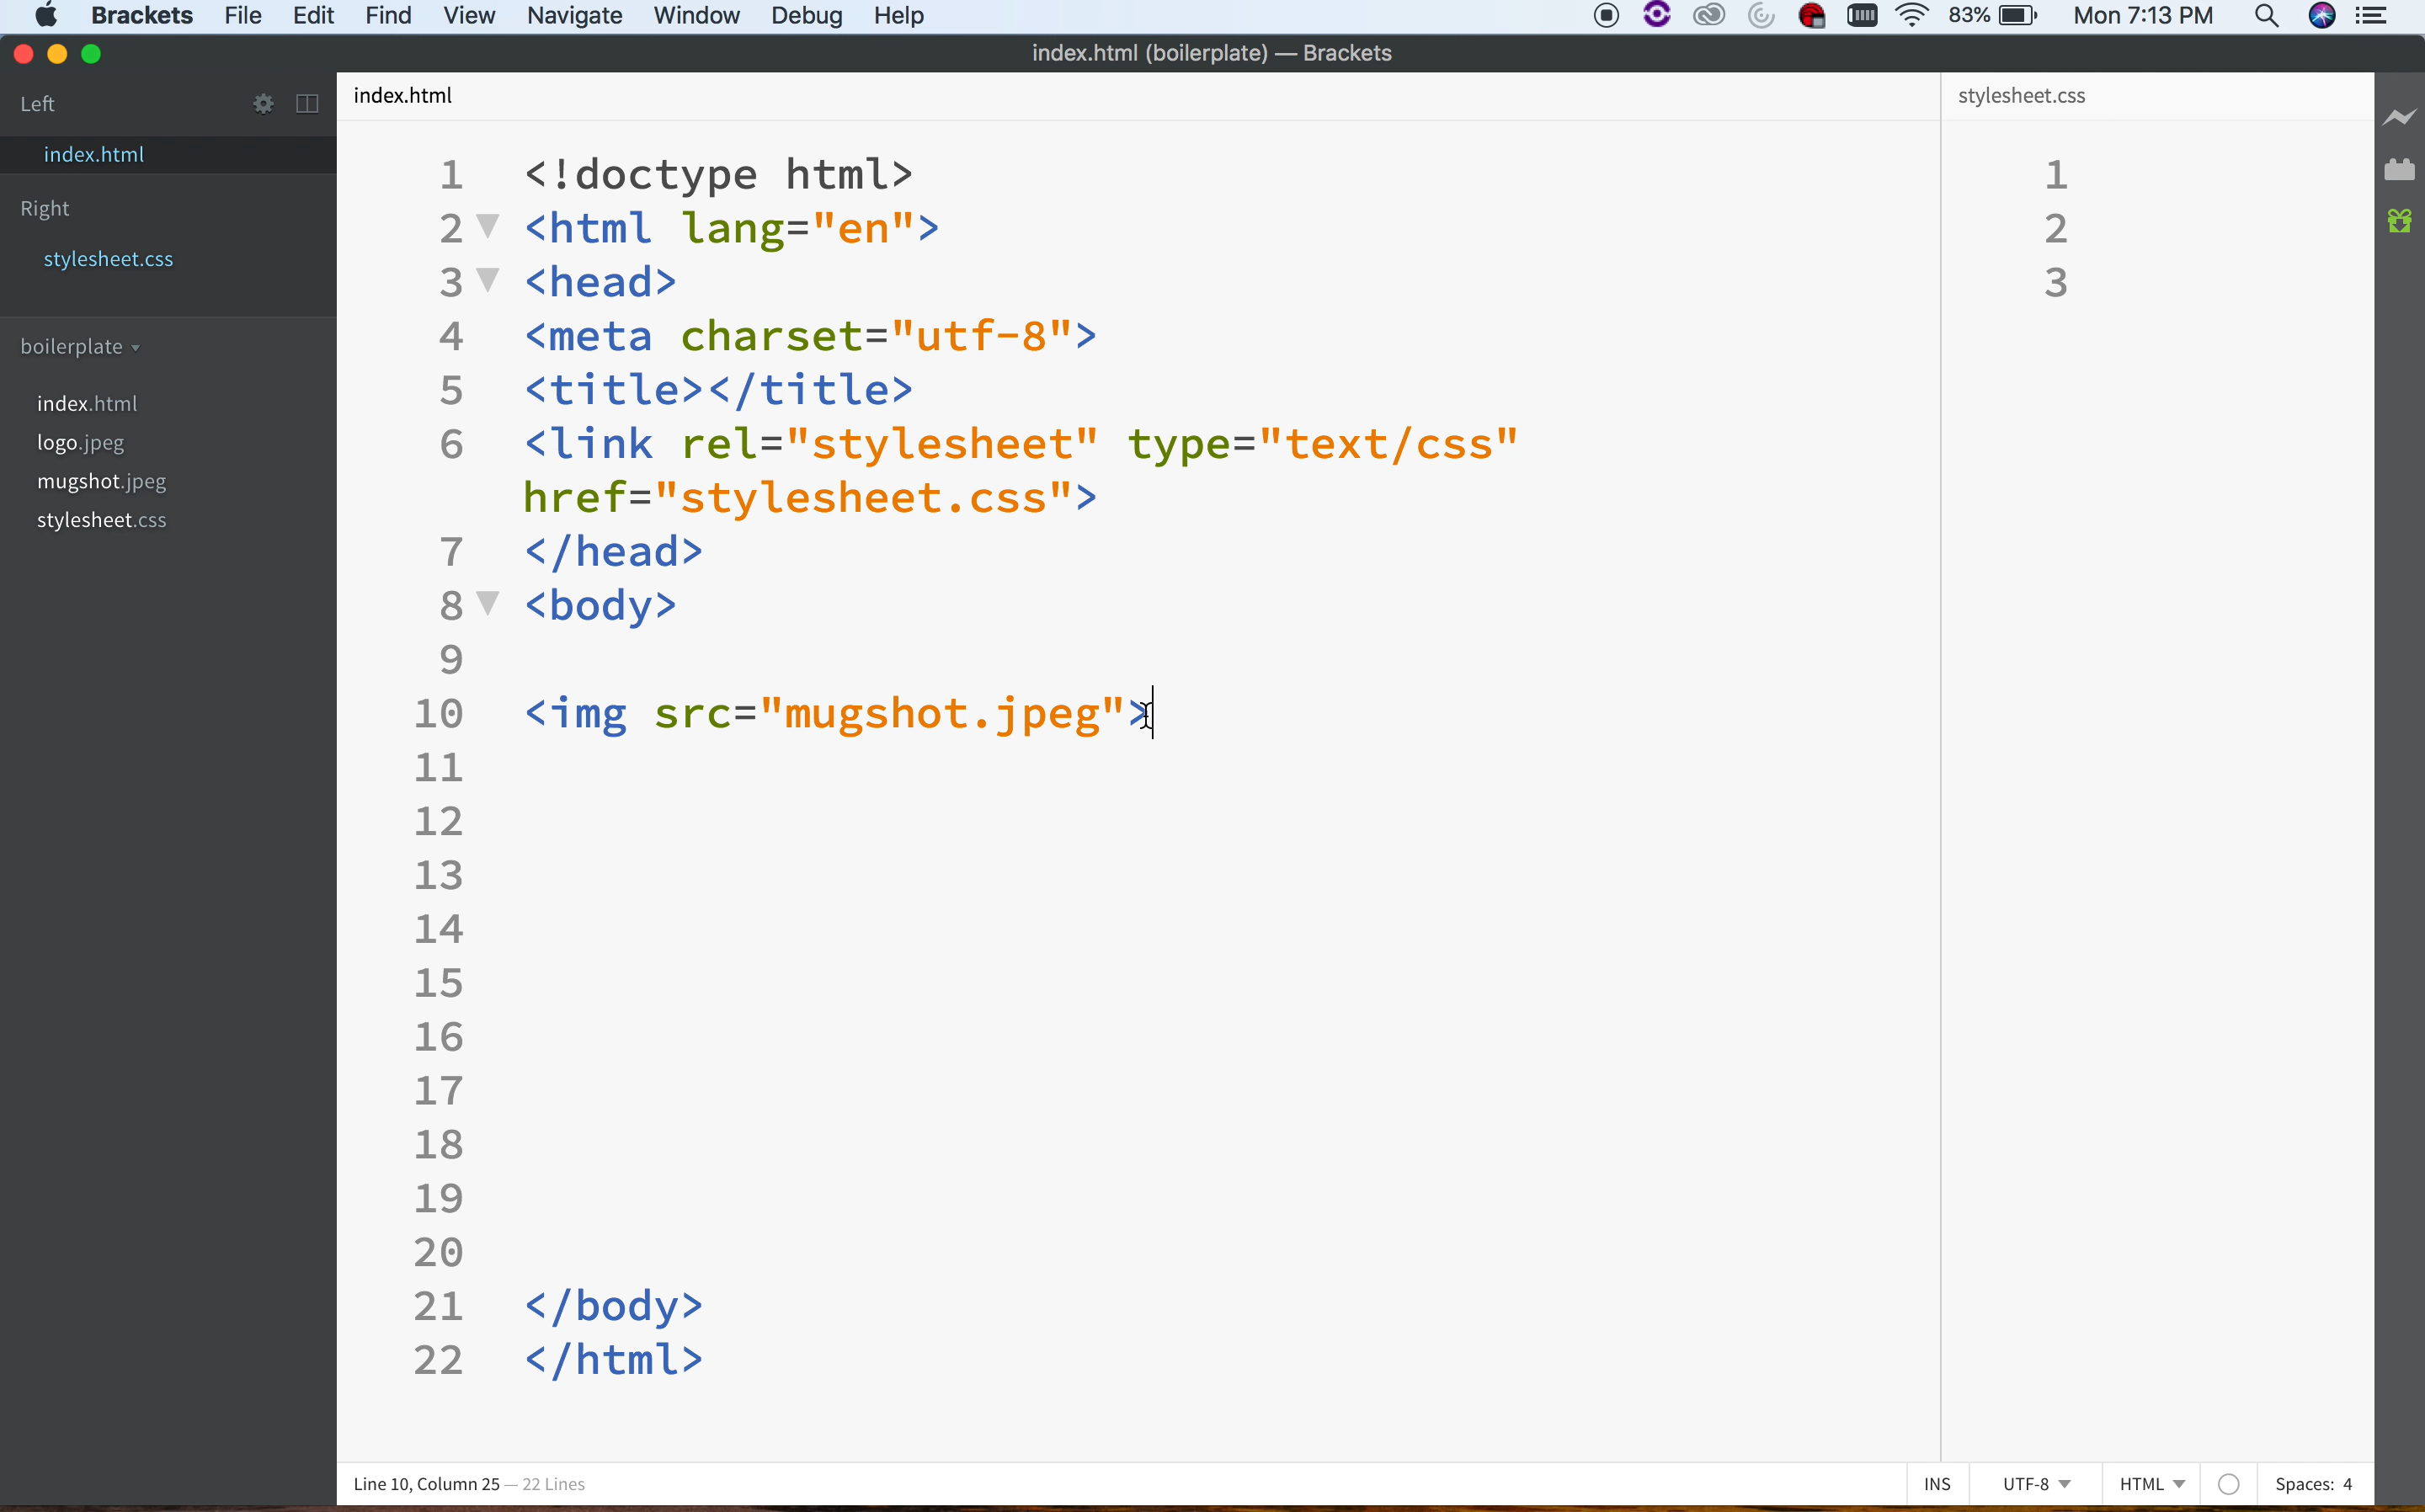 Brackets File Edit Find View Navigate Window Debug Help 83% Mon 7:13 PM
index.html (boilerplate) — Brackets
Left
index.html
Right
stylesheet.css
boilerplate
index.html
logo.jpeg
mugshot.jpeg
stylesheet.css
index.html
1 <!doctype html>
2 <html lang="en">
3 <head>
4 <meta charset="utf-8">
5 <title></title>
6 <link rel="stylesheet" type="text/css"
href="stylesheet.css">
7 </head>
8 <body>
9
10 <img src="mugshot.jpeg">
11
12
13
14
15
16
17
18
19
20
21 </body>
22 </html>
stylesheet.css
1
2
3
Line 10, Column 25 — 22 Lines
INS UTF-8 HTML Spaces: 4